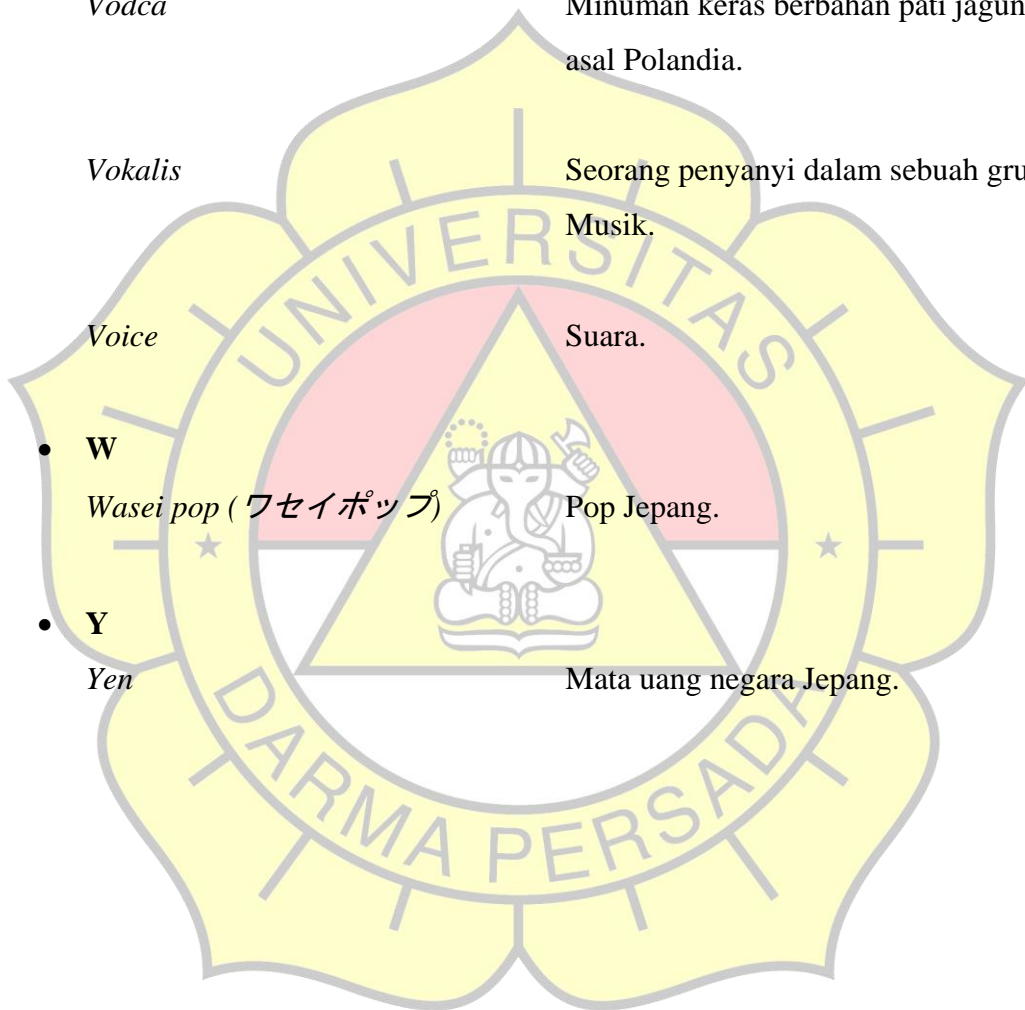 Vodca Minuman keras berbahan pati jagun
asal Polandia.
Vokalis Seorang penyanyi dalam sebuah gru
Musik.
Voice Suara.
• W
Wasei pop (ワセイポップ) Pop Jepang.
• Y
Yen Mata uang negara Jepang.
UNIVERSITAS
DARMA PERSADA